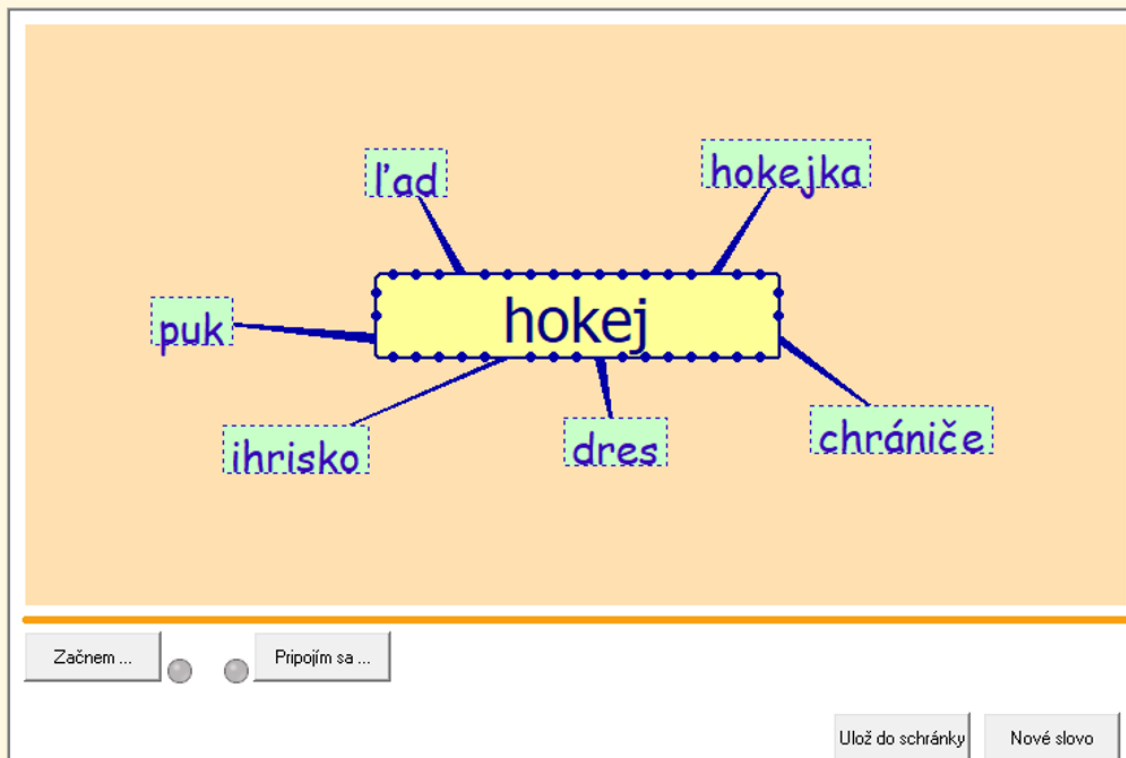 ľad
hokejka
hokej
puk
ihrisko
dres
chrániče
Začnem ...
Pripojím sa ...
Ulož do schránky
Nové slovo